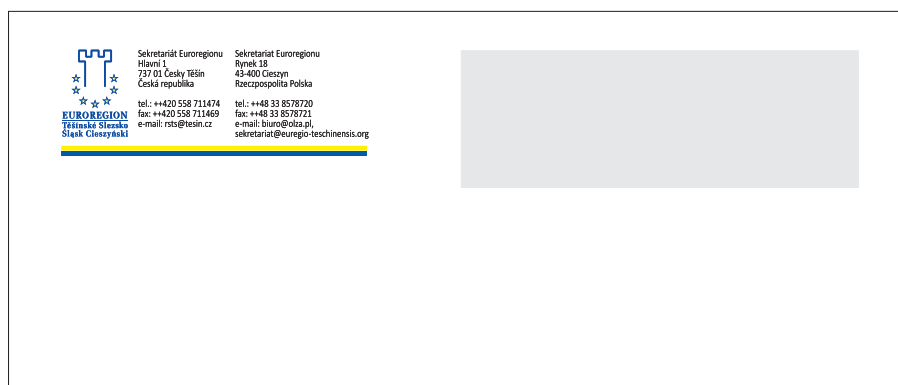 EUROREGION
Těšínské Slezsko
Śląsk Cieszyński
Sekretariát Euroregionu
Hlavní 1
737 01 Česky Těšín
Česká republika
tel.: ++420 558 711474
fax: ++420 558 711469
e-mail: rsts@tesin.cz
Sekretariat Euroregionu
Rynek 18
43-400 Cieszyn
Rzeczpospolita Polska
tel.: ++48 33 8578720
fax: ++48 33 8578721
e-mail: biuro@olza.pl,
sekretariat@euregio-teschinensis.org